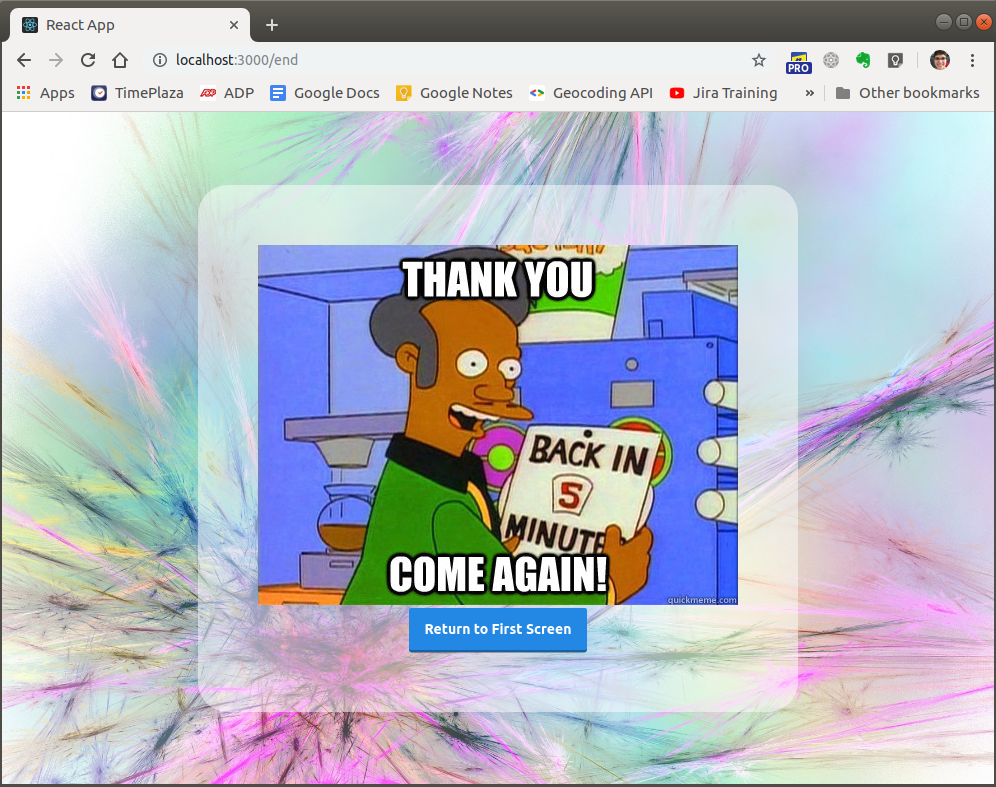 React App
localhost:3000/end
PRO
Apps
TimePlaza
ADP
Google Docs
Google Notes
Geocoding API
Jira Training
»
Other bookmarks
THANK YOU
BACK IN
5
MINUTE
COME AGAIN!
quickmeme.com
Return to First Screen